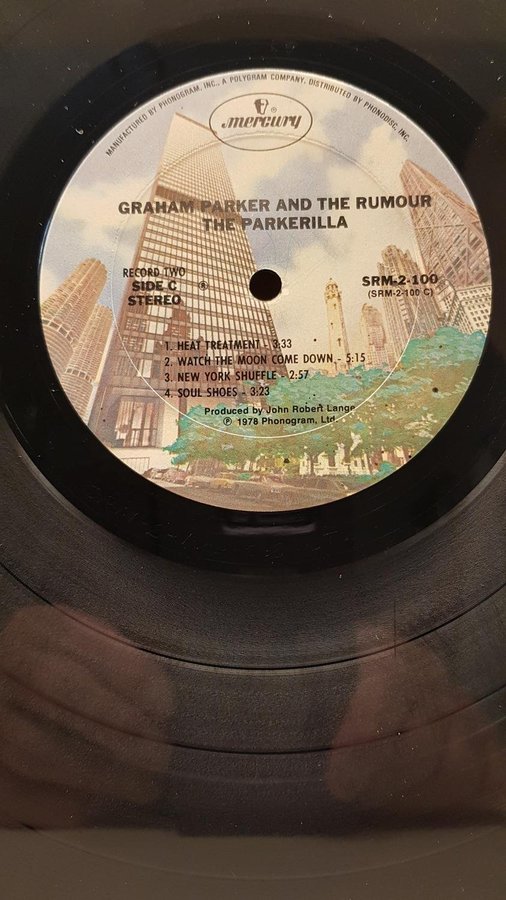 MANUFACTURED BY PHONOGRAM, INC., A POLYGRAM COMPANY, DISTRIBUTED BY PHONODISC, INC.
mercury
GRAHAM PARKER AND THE RUMOUR
THE PARKERILLA
RECORD TWO
SIDE C
STEREO
®
SRM-2-100
(SRM-2-100 C)
1. HEAT TREATMENT - 3:33
2. WATCH THE MOON COME DOWN - 5:15
3. NEW YORK SHUFFLE - 2:57
4. SOUL SHOES - 3:23
Produced by John Robert Lange
℗ 1978 Phonogram, Ltd.